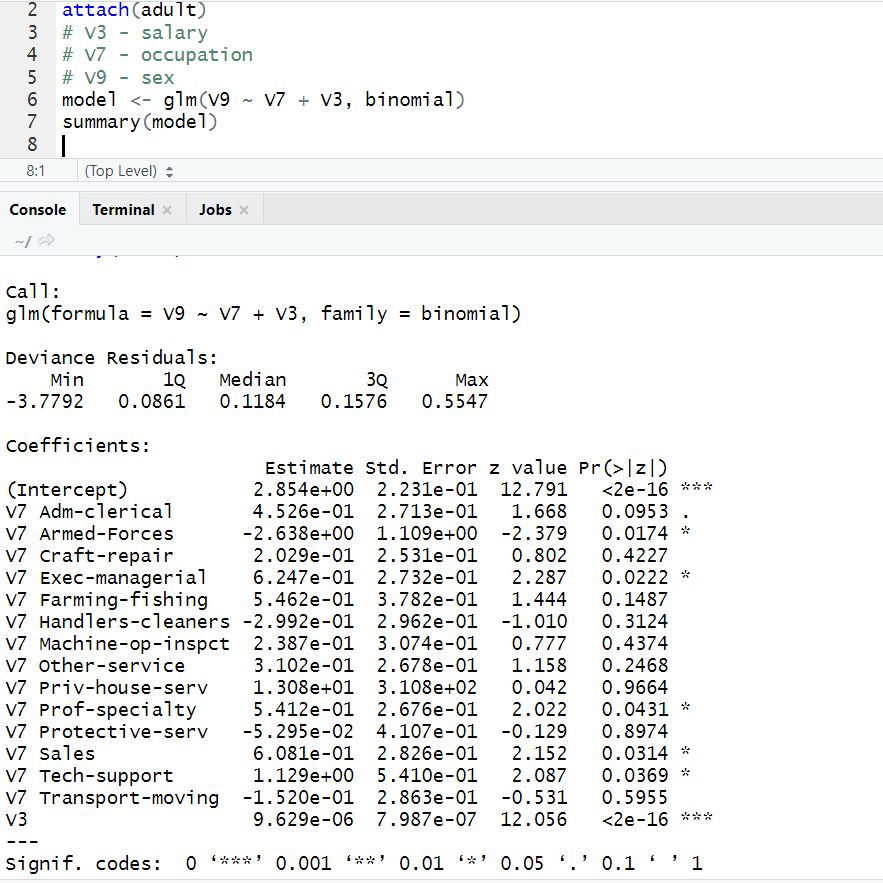 2 attach(adult)
3 # V3 - salary
4 # V7 - occupation
5 # V9 - sex
6 model <- glm(V9 ~ V7 + V3, binomial)
7 summary(model)
8
8:1 (Top Level)
Console Terminal Jobs
~/
Call:
glm(formula = V9 ~ V7 + V3, family = binomial)
Deviance Residuals:
Min 1Q Median 3Q Max
-3.7792 0.0861 0.1184 0.1576 0.5547
Coefficients:
Estimate Std. Error z value Pr(>|z|)
(Intercept) 2.854e+00 2.231e-01 12.791 <2e-16 ***
V7 Adm-clerical 4.526e-01 2.713e-01 1.668 0.0953 .
V7 Armed-Forces -2.638e+00 1.109e+00 -2.379 0.0174 *
V7 Craft-repair 2.029e-01 2.531e-01 0.802 0.4227
V7 Exec-managerial 6.247e-01 2.732e-01 2.287 0.0222 *
V7 Farming-fishing 5.462e-01 3.782e-01 1.444 0.1487
V7 Handlers-cleaners -2.992e-01 2.962e-01 -1.010 0.3124
V7 Machine-op-inspct 2.387e-01 3.074e-01 0.777 0.4374
V7 Other-service 3.102e-01 2.678e-01 1.158 0.2468
V7 Priv-house-serv 1.308e+01 3.108e+02 0.042 0.9664
V7 Prof-specialty 5.412e-01 2.676e-01 2.022 0.0431 *
V7 Protective-serv -5.295e-02 4.107e-01 -0.129 0.8974
V7 Sales 6.081e-01 2.826e-01 2.152 0.0314 *
V7 Tech-support 1.129e+00 5.410e-01 2.087 0.0369 *
V7 Transport-moving -1.520e-01 2.863e-01 -0.531 0.5955
V3 9.629e-06 7.987e-07 12.056 <2e-16 ***
---
Signif. codes: 0 ‘***’ 0.001 ‘**’ 0.01 ‘*’ 0.05 ‘.’ 0.1 ‘ ’ 1